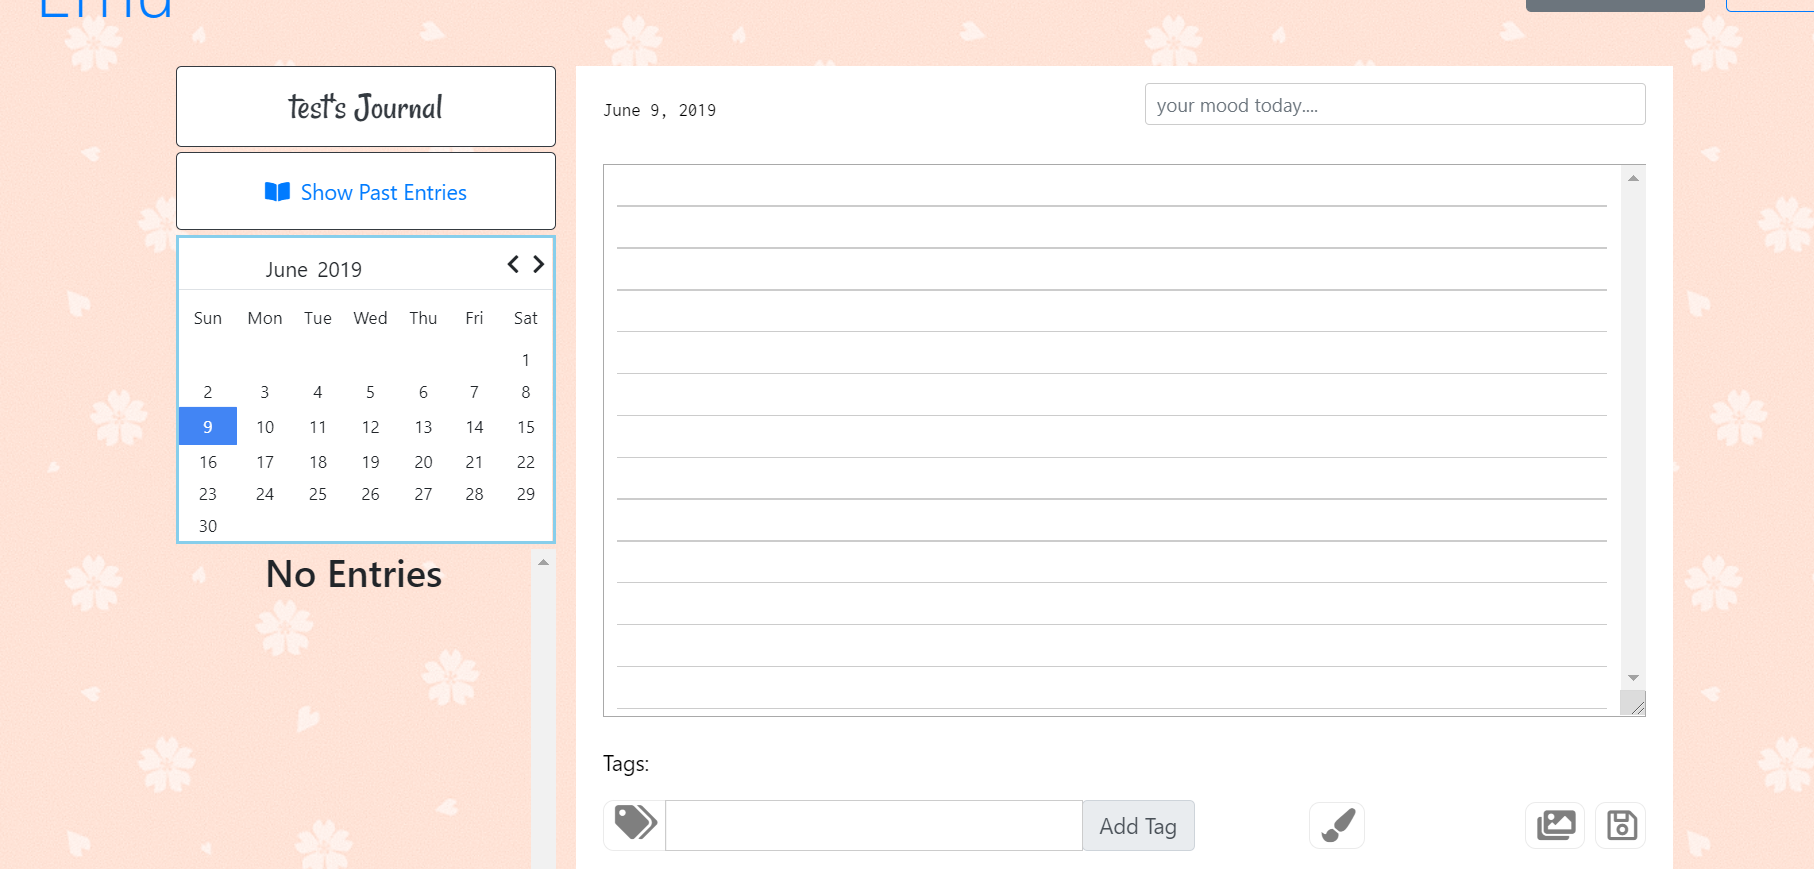 test's Journal
Show Past Entries
June 2019
Sun Mon Tue Wed Thu Fri Sat
1
2 3 4 5 6 7 8
9 10 11 12 13 14 15
16 17 18 19 20 21 22
23 24 25 26 27 28 29
30
No Entries
June 9, 2019
your mood today....
Tags:
Add Tag